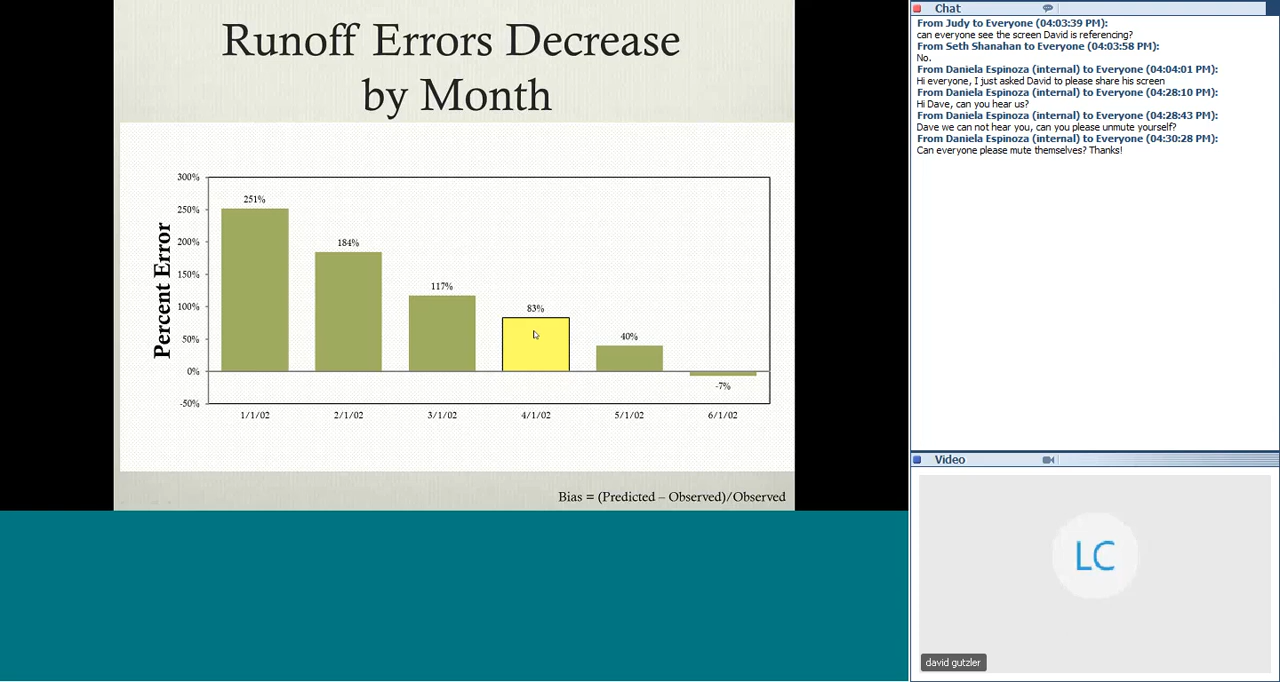 Runoff Errors Decrease
by Month
300%
250%
200%
150%
100%
50%
0%
-50%
Percent Error
251%
184%
117%
83%
40%
-7%
1/1/02
2/1/02
3/1/02
4/1/02
5/1/02
6/1/02
Bias = (Predicted – Observed)/Observed
Chat
From Judy to Everyone (04:03:39 PM):
can everyone see the screen David is referencing?
From Seth Shanahan to Everyone (04:03:58 PM):
No.
From Daniela Espinoza (internal) to Everyone (04:04:01 PM):
Hi everyone, I just asked David to please share his screen
From Daniela Espinoza (internal) to Everyone (04:28:10 PM):
Hi Dave, can you hear us?
From Daniela Espinoza (internal) to Everyone (04:28:43 PM):
Dave we can not hear you, can you please unmute yourself?
From Daniela Espinoza (internal) to Everyone (04:30:28 PM):
Can everyone please mute themselves? Thanks!
Video
LC
david gutzler